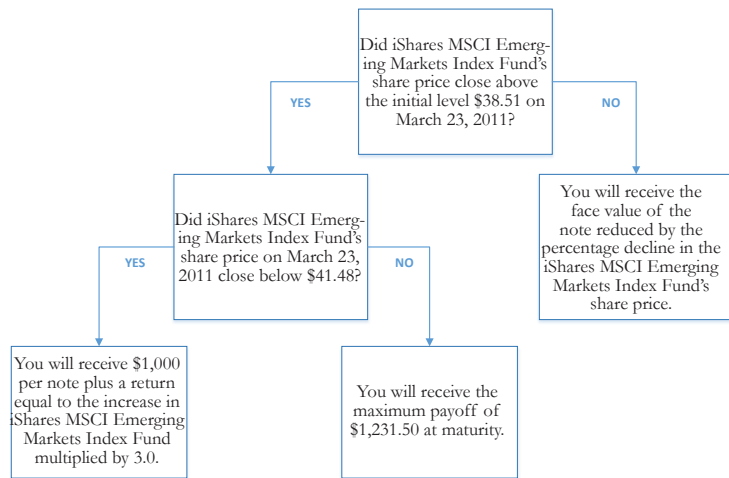 Did iShares MSCI Emerg-
ing Markets Index Fund's
share price close above
the initial level $38.51 on
March 23, 2011?
YES
NO
Did iShares MSCI Emerg-
ing Markets Index Fund's
share price on March 23,
2011 close below $41.48?
You will receive the
face value of the
note reduced by the
percentage decline in the
iShares MSCI Emerging
Markets Index Fund's
share price.
YES
NO
You will receive $1,000
per note plus a return
equal to the increase in
iShares MSCI Emerging
Markets Index Fund
multiplied by 3.0.
You will receive the
maximum payoff of
$1,231.50 at maturity.